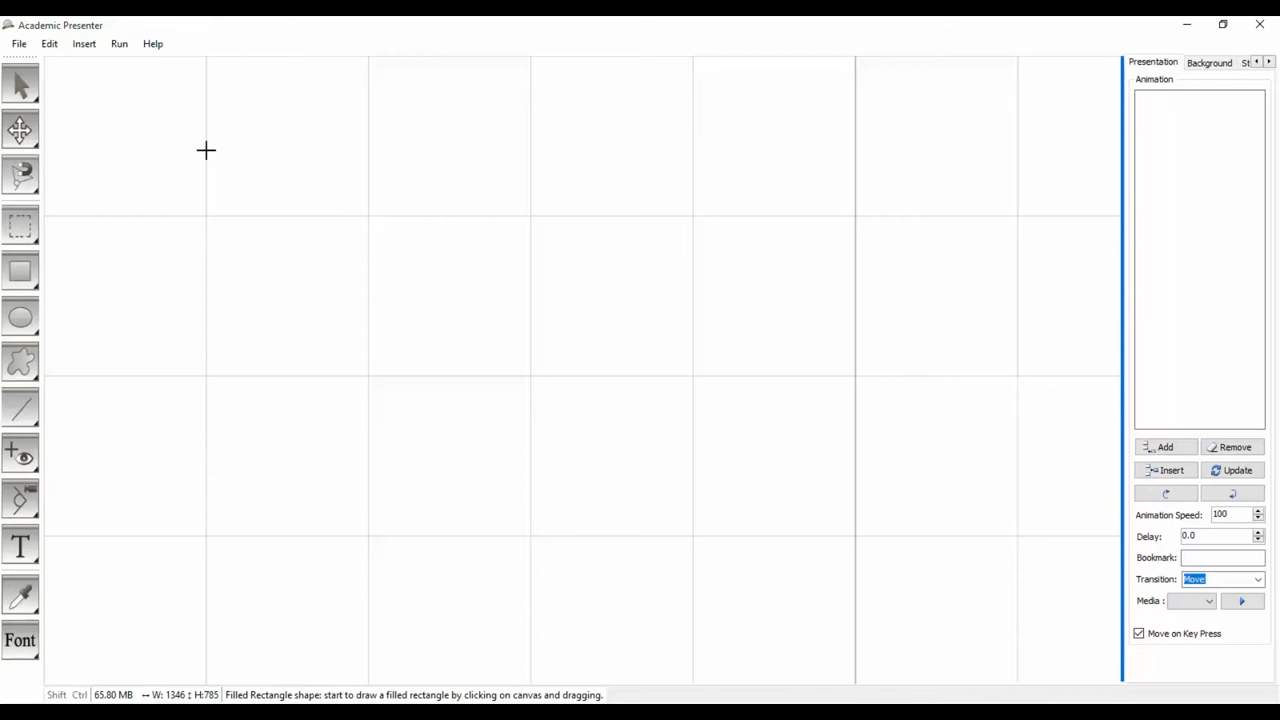 Academic Presenter
File Edit Insert Run Help
Presentation Background St
Animation
Add Remove
Insert Update
Animation Speed: 100
Delay: 0.0
Bookmark:
Transition: Move
Media :
Move on Key Press
T
Font
Shift Ctrl 65.80 MB W: 1346 H:785 Filled Rectangle shape: start to draw a filled rectangle by clicking on canvas and dragging.